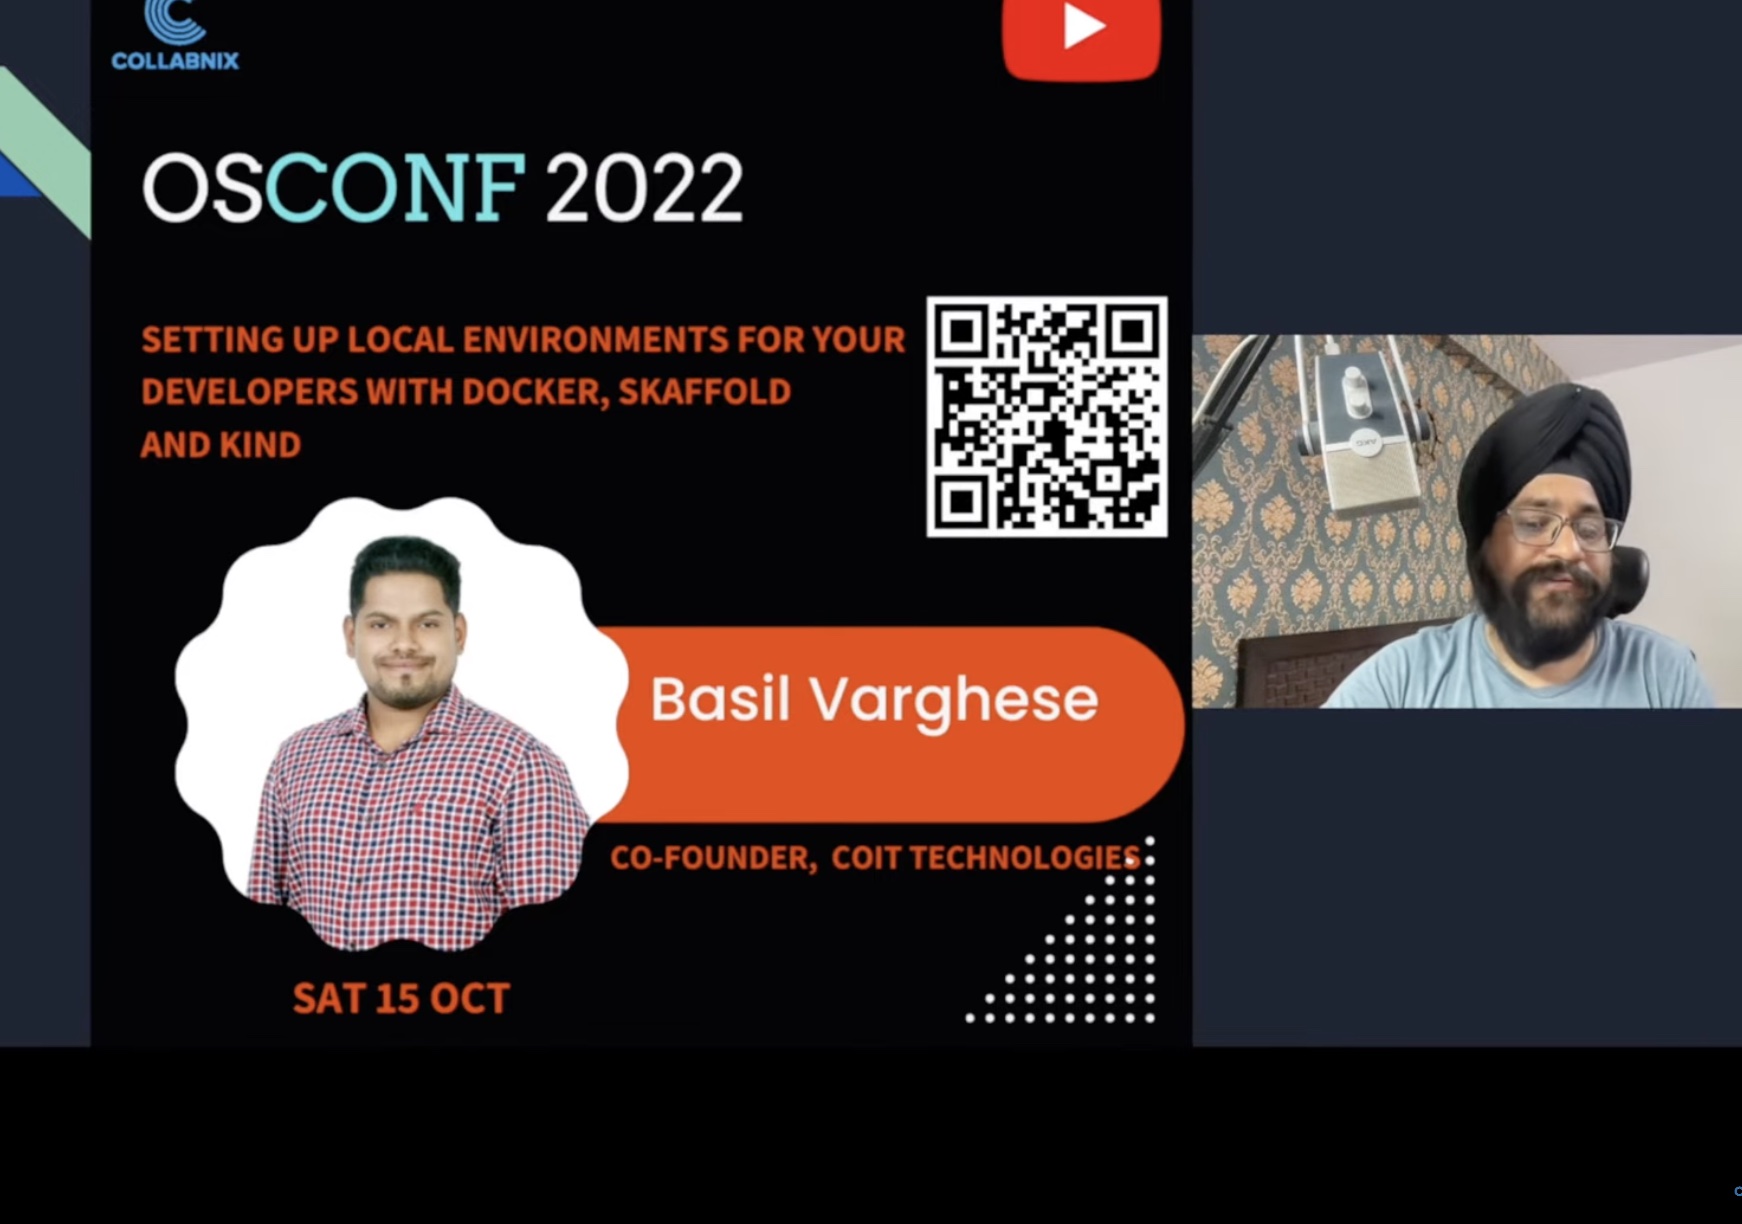 COLLABNIX
OSCONF 2022
SETTING UP LOCAL ENVIRONMENTS FOR YOUR
DEVELOPERS WITH DOCKER, SKAFFOLD
AND KIND
AKG
Basil Varghese
CO-FOUNDER, COIT TECHNOLOGIES
SAT 15 OCT